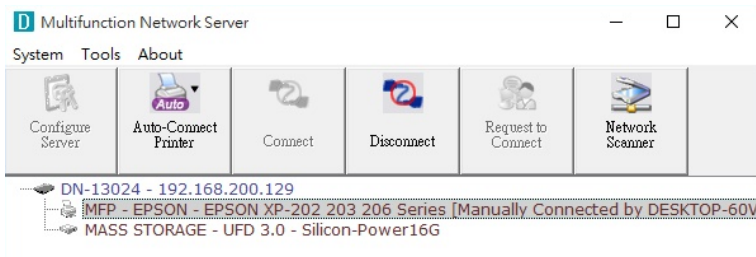 D Multifunction Network Server
System Tools About
Auto
Configure Server
Auto-Connect Printer
Connect
Disconnect
Request to Connect
Network Scanner
DN-13024 - 192.168.200.129
MFP - EPSON - EPSON XP-202 203 206 Series [Manually Connected by DESKTOP-60V
MASS STORAGE - UFD 3.0 - Silicon-Power16G